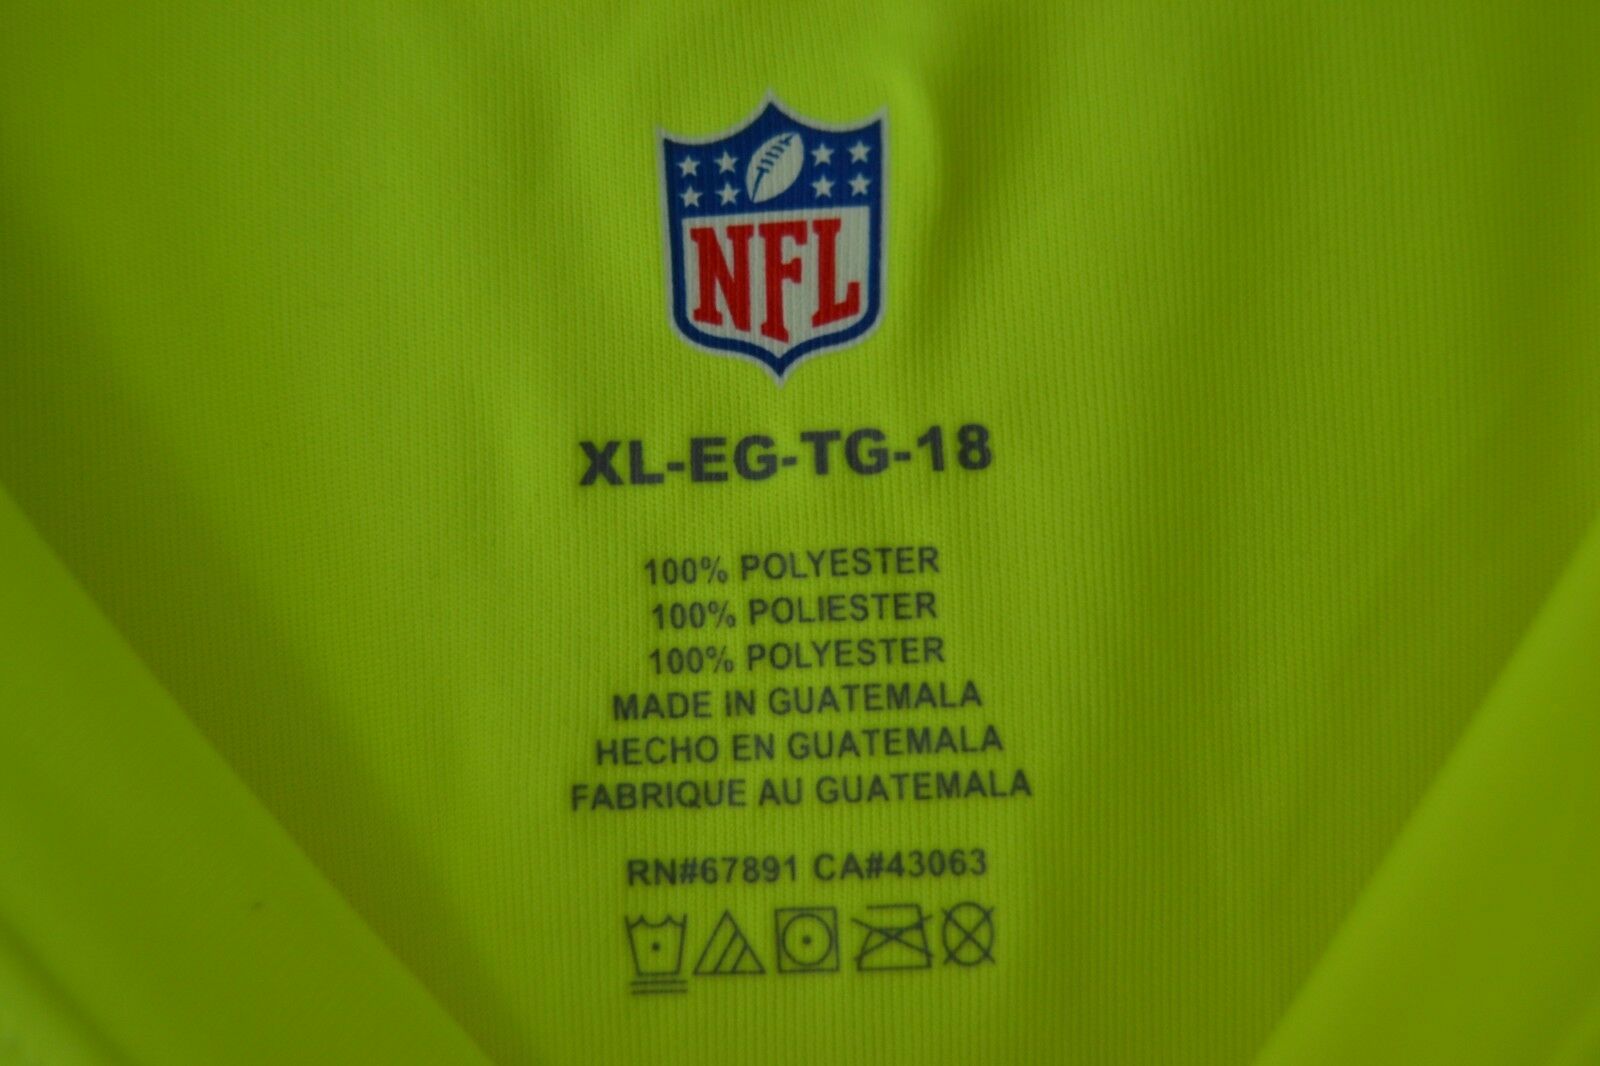 NFL
XL-EG-TG-18
100% POLYESTER
100% POLIESTER
100% POLYESTER
MADE IN GUATEMALA
HECHO EN GUATEMALA
FABRIQUE AU GUATEMALA
RN#67891 CA#43063